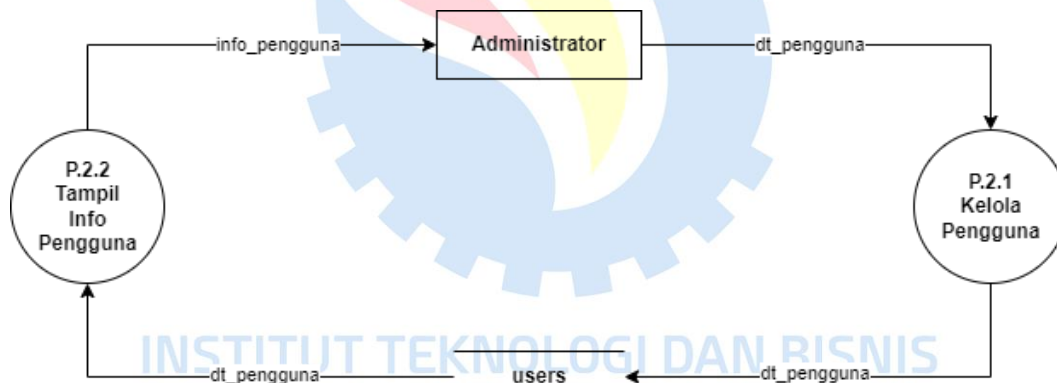 info_pengguna
Administrator
dt_pengguna
P.2.2
Tampil
Info
Pengguna
P.2.1
Kelola
Pengguna
INSTITUT TEKNOLOGI DAN BISNIS
dt_pengguna
users
dt_pengguna